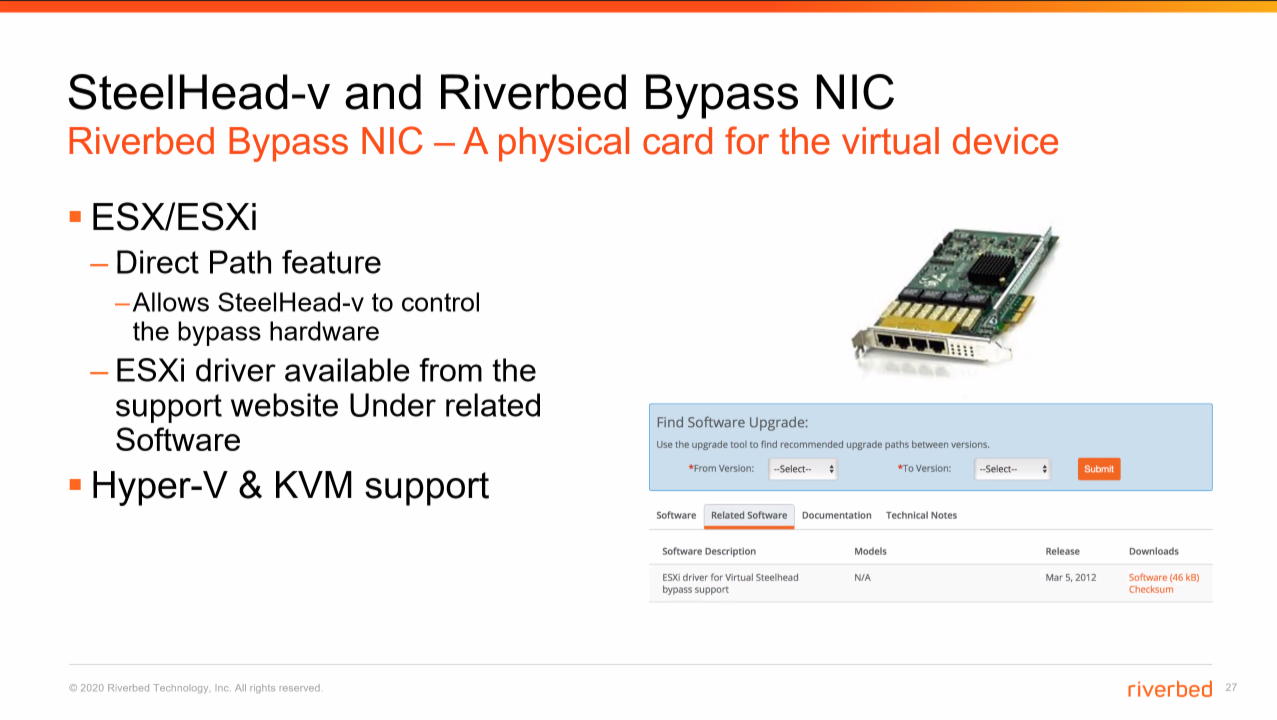 SteelHead-v and Riverbed Bypass NIC
Riverbed Bypass NIC – A physical card for the virtual device
▪ ESX/ESXi
– Direct Path feature
–Allows SteelHead-v to control
the bypass hardware
– ESXi driver available from the
support website Under related
Software
▪ Hyper-V & KVM support
Find Software Upgrade:
Use the upgrade tool to find recommended upgrade paths between versions.
*From Version: --Select-- *To Version: --Select-- Submit
Software Related Software Documentation Technical Notes
Software Description Models Release Downloads
ESXi driver for Virtual Steelhead N/A Mar 5, 2012 Software (46 kB)
bypass support Checksum
© 2020 Riverbed Technology, Inc. All rights reserved. riverbed 27